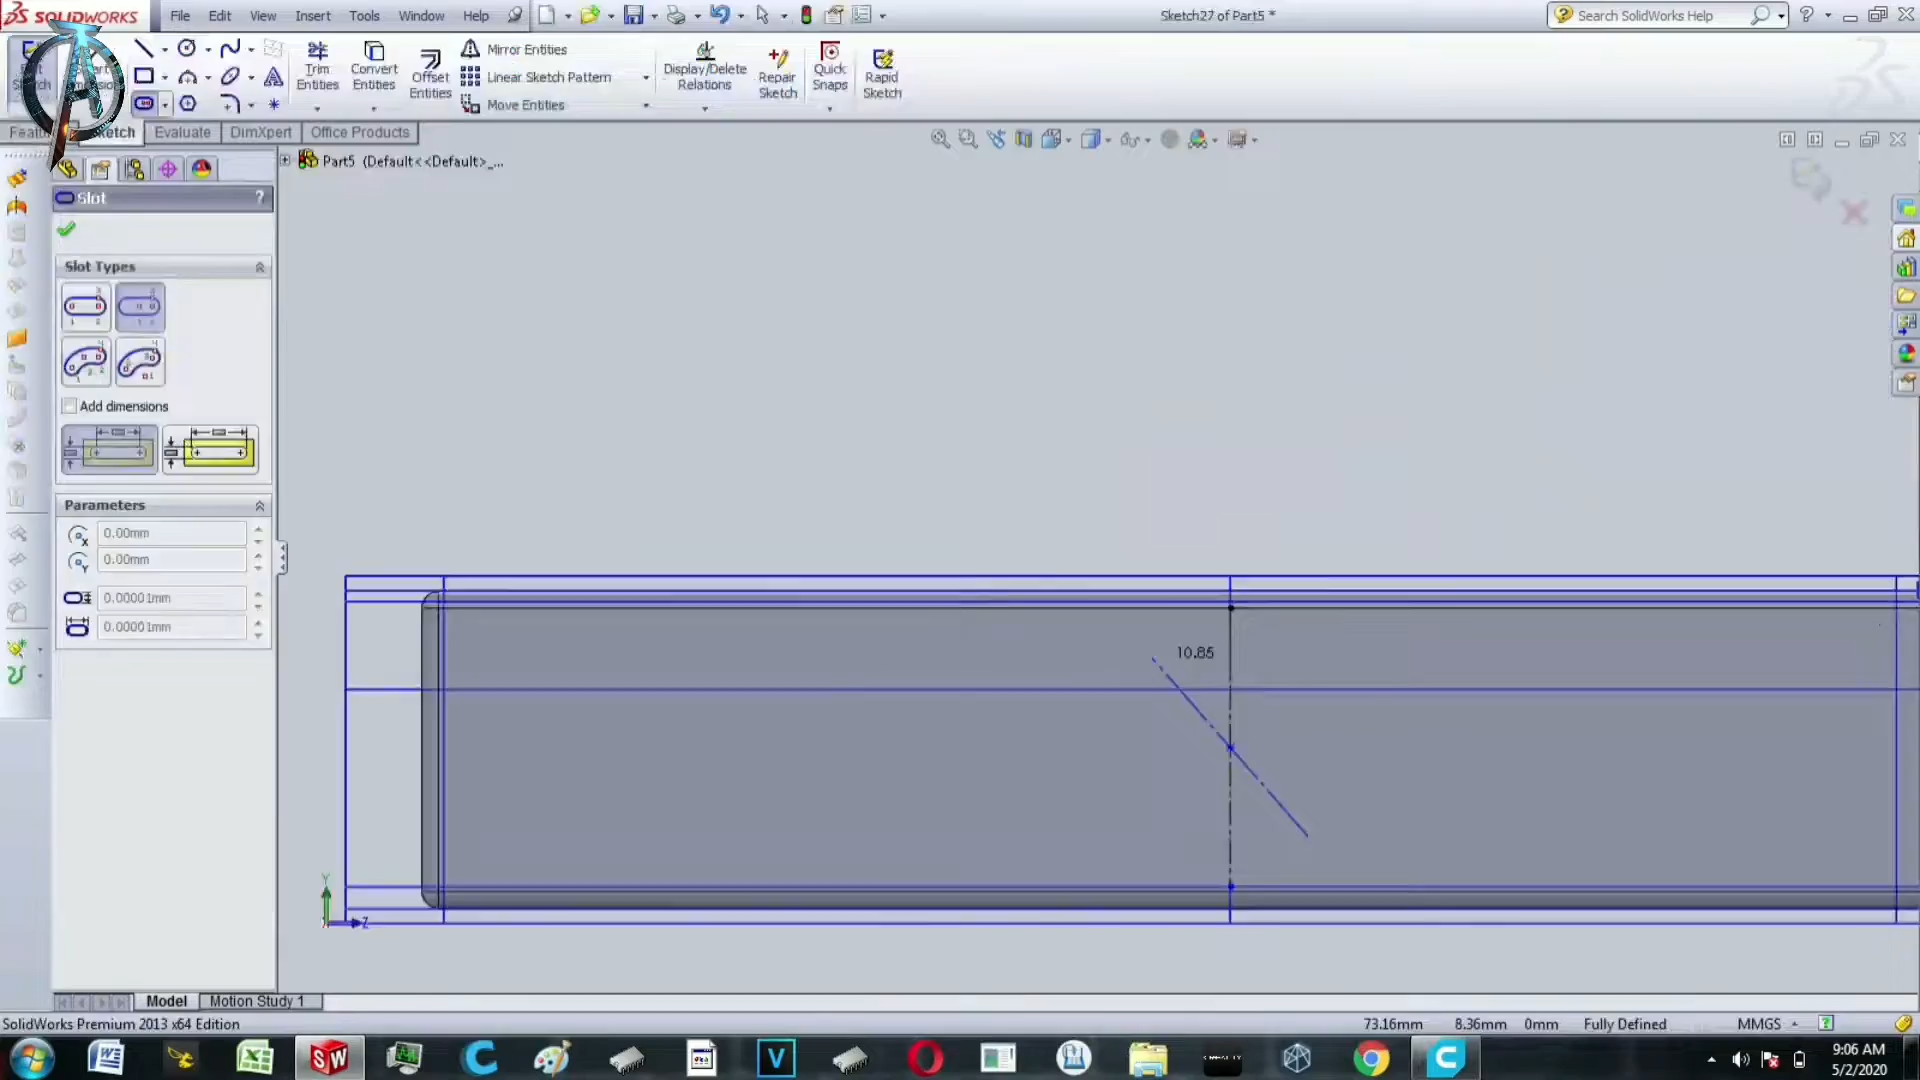 SOLIDWORKS
File Edit View Insert Tools Window Help
Sketch27 of Part5 *
Search SolidWorks Help
Trim Entities
Convert Entities
Offset Entities
Mirror Entities
Linear Sketch Pattern
Move Entities
Display/Delete Relations
Repair Sketch
Quick Snaps
Rapid Sketch
Evaluate DimXpert Office Products
Part5 (Default<<Default>_...
Slot ?
Slot Types
Add dimensions
Parameters
0.00mm
0.00mm
0.00001mm
0.00001mm
10.85
Y
Z
Model Motion Study 1
SolidWorks Premium 2013 x64 Edition
73.16mm 8.36mm 0mm Fully Defined MMGS
9:06 AM
5/2/2020